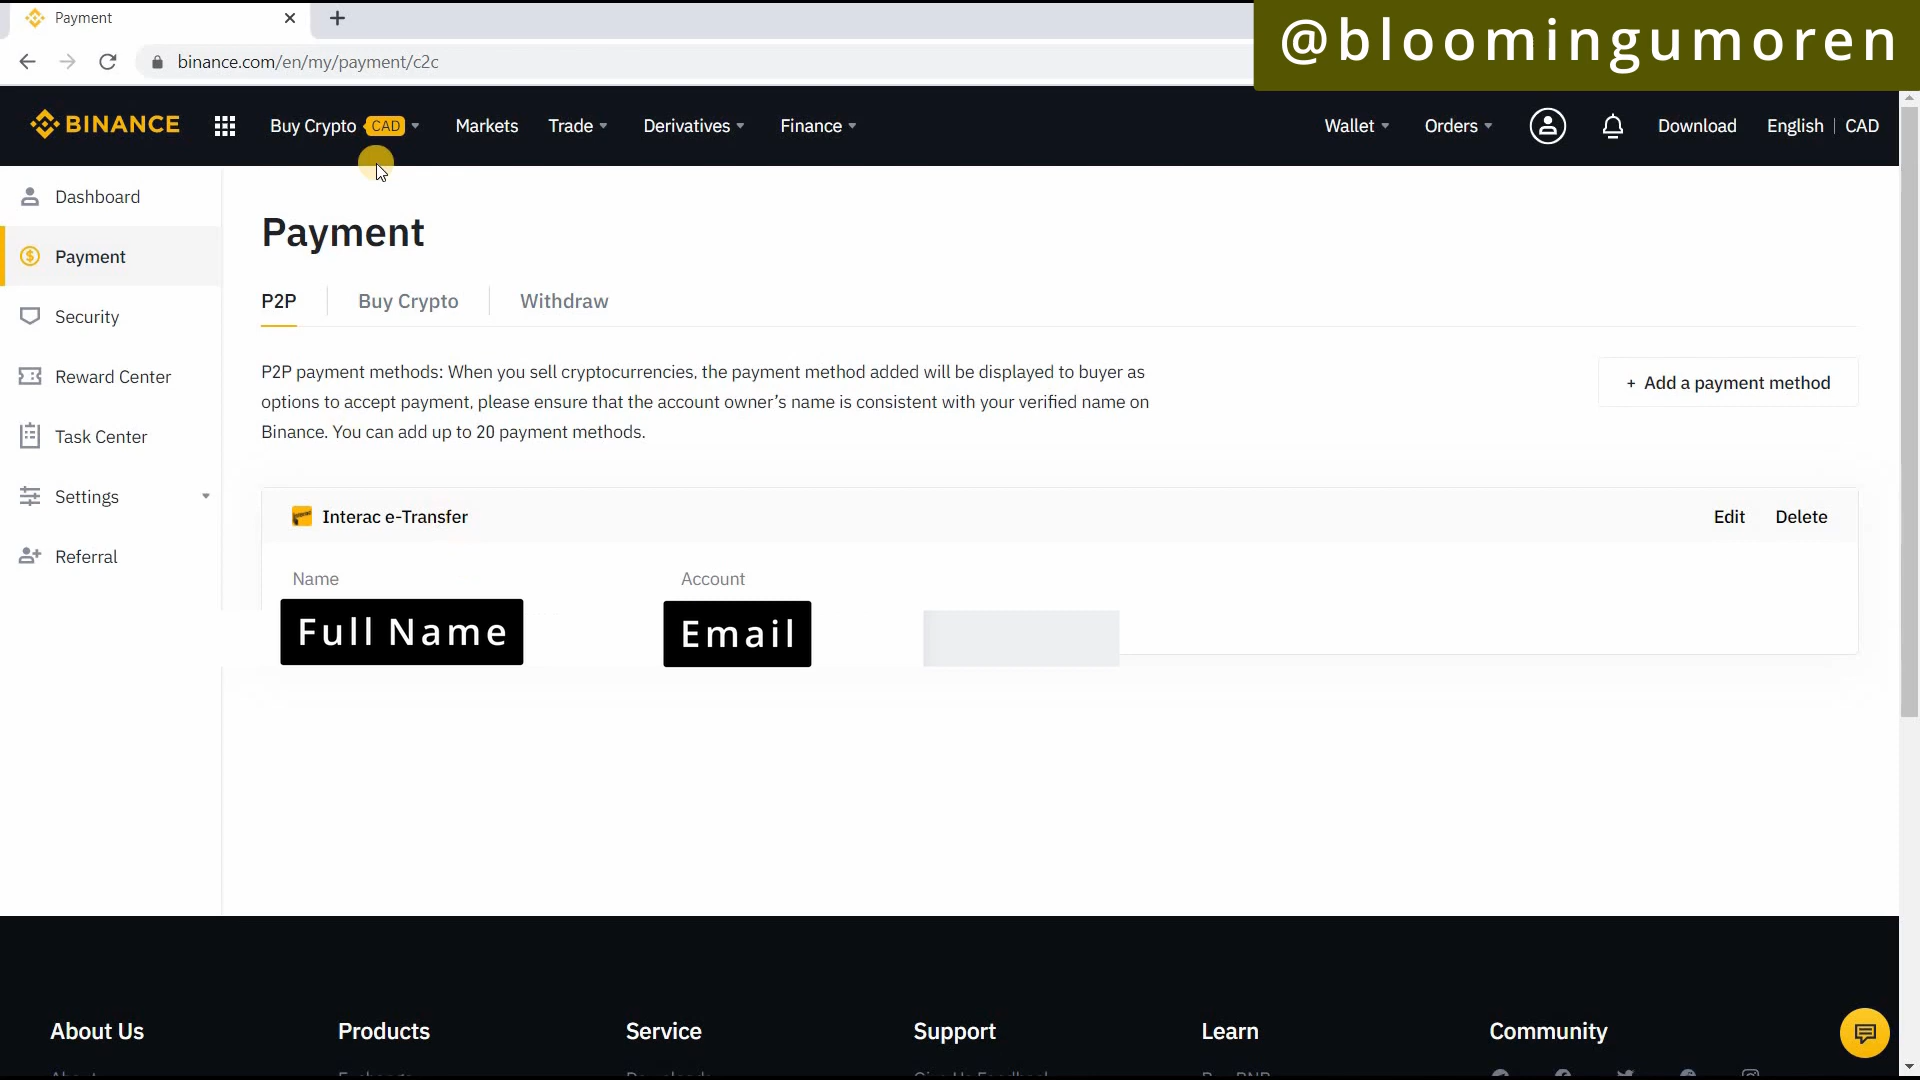 Payment
@bloomingumoren
binance.com/en/my/payment/c2c
BINANCE
Buy Crypto CAD
Markets
Trade
Derivatives
Finance
Wallet
Orders
Download
English | CAD
Dashboard
Payment
Security
Reward Center
Task Center
Settings
Referral
Payment
P2P
Buy Crypto
Withdraw
P2P payment methods: When you sell cryptocurrencies, the payment method added will be displayed to buyer as
options to accept payment, please ensure that the account owner's name is consistent with your verified name on
Binance. You can add up to 20 payment methods.
+ Add a payment method
Interac e-Transfer
Edit
Delete
Name
Account
Full Name
Email
About Us
Products
Service
Support
Learn
Community